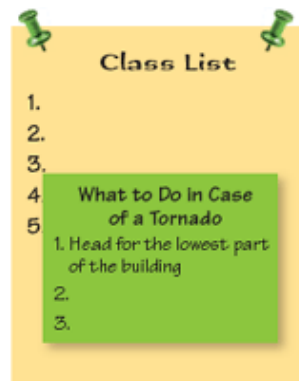 Class List
1.
2.
3.
4
5
What to Do in Case
of a Tornado
1. Head for the lowest part
of the building
2.
3.